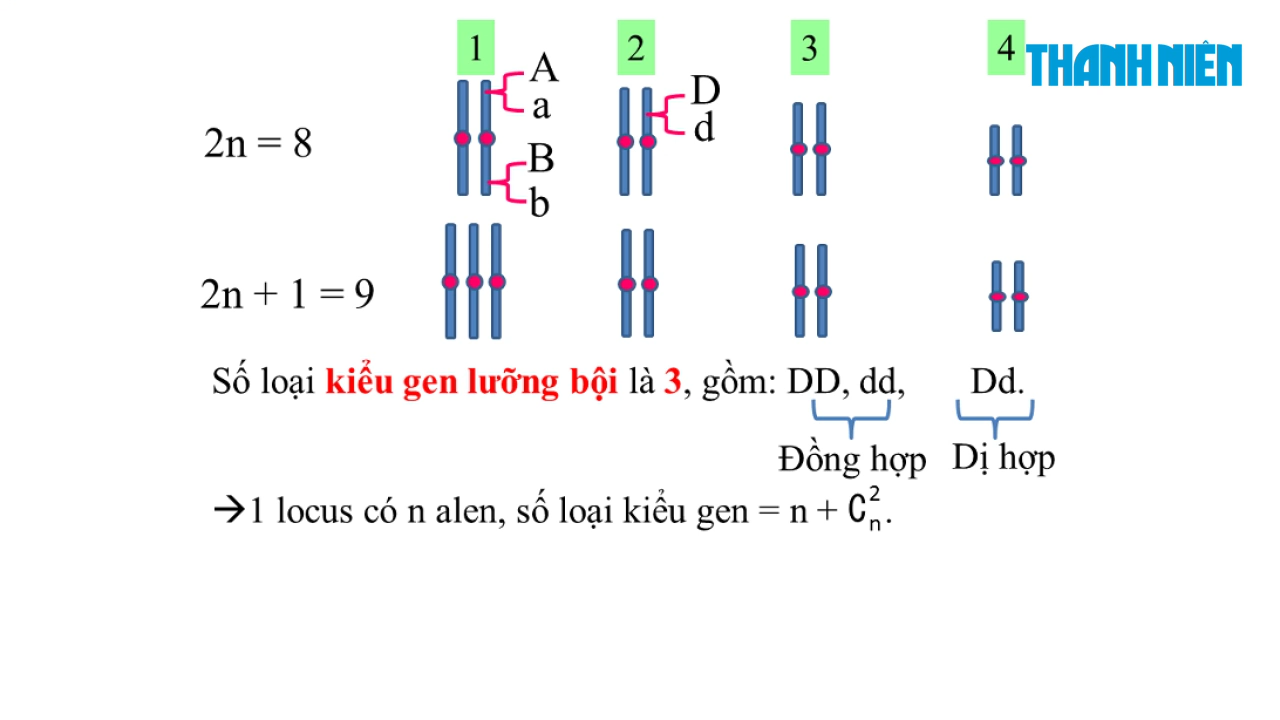 1 2 3 4 THANH NIÊN
A
a
D
d
2n = 8
B
b
2n + 1 = 9
Số loại kiểu gen lưỡng bội là 3, gồm: DD, dd, Dd.
Đồng hợp Dị hợp
→1 locus có n alen, số loại kiểu gen = n + C²ₙ.